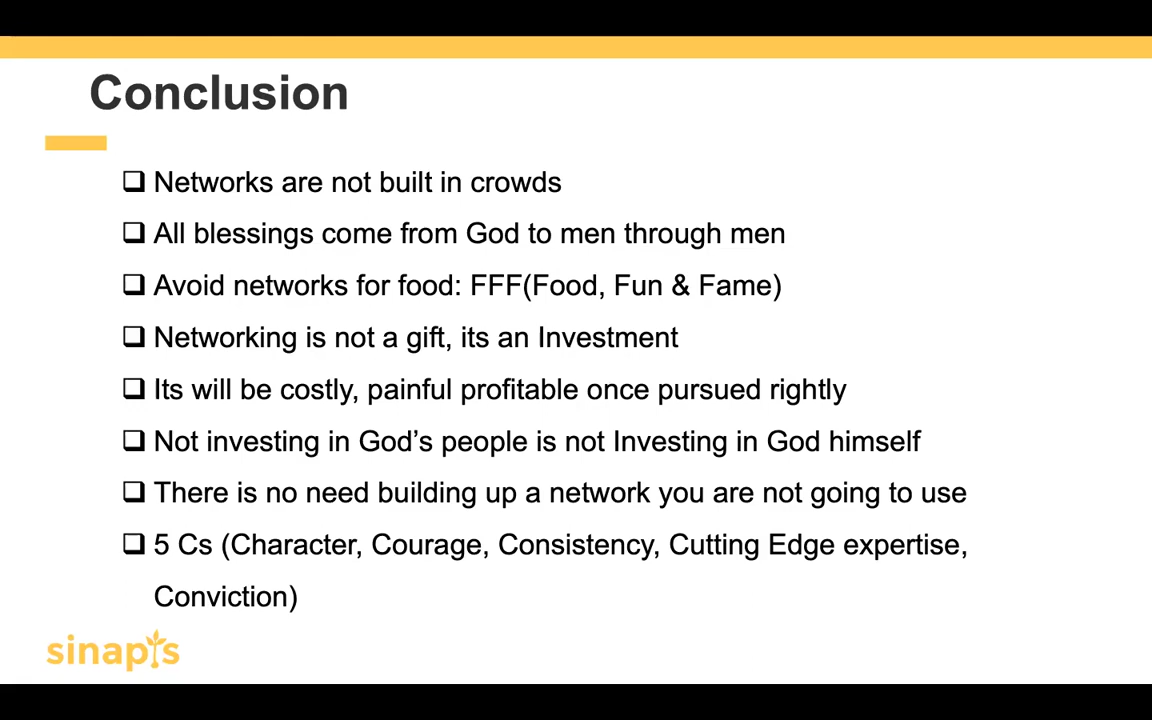 Conclusion
❑ Networks are not built in crowds
❑ All blessings come from God to men through men
❑ Avoid networks for food: FFF(Food, Fun & Fame)
❑ Networking is not a gift, its an Investment
❑ Its will be costly, painful profitable once pursued rightly
❑ Not investing in God’s people is not Investing in God himself
❑ There is no need building up a network you are not going to use
❑ 5 Cs (Character, Courage, Consistency, Cutting Edge expertise,
Conviction)
sinapis